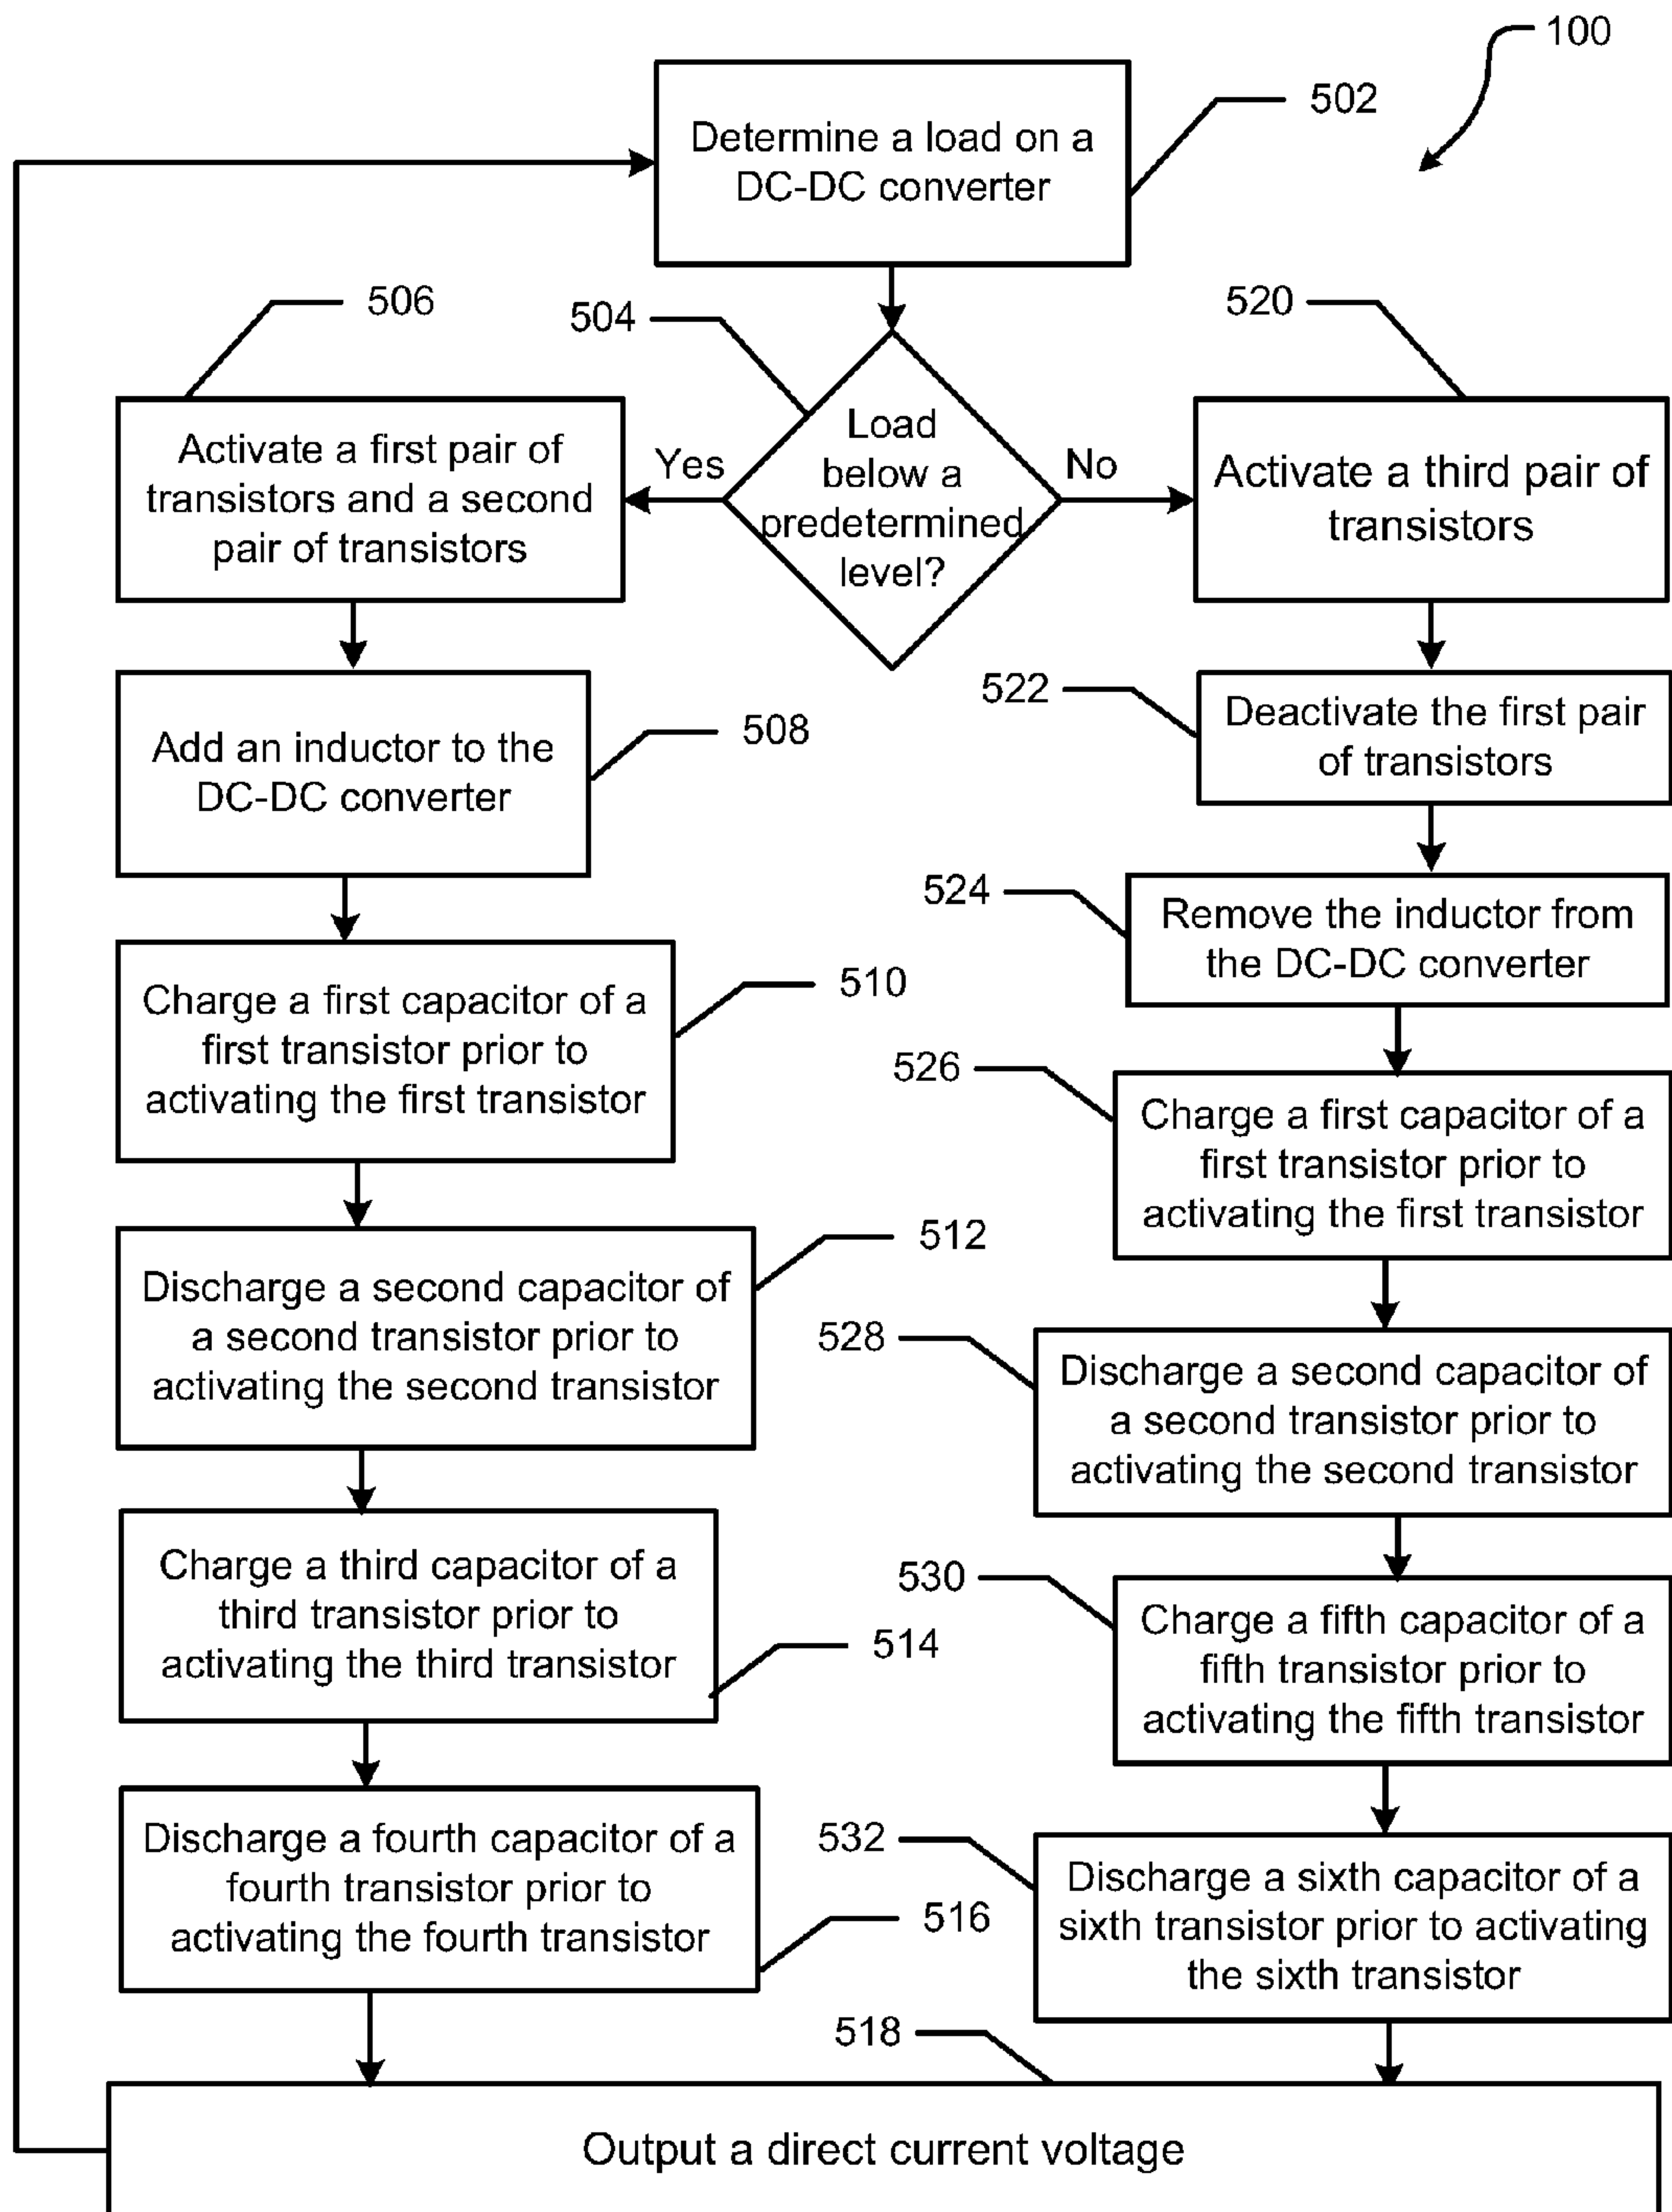 100
Determine a load on a
DC-DC converter
502
506
504
520
Load
below a
predetermined
level?
Yes
No
Activate a first pair of
transistors and a second
pair of transistors
Activate a third pair of
transistors
Add an inductor to the
DC-DC converter
508
522
Deactivate the first pair
of transistors
524
Remove the inductor from
the DC-DC converter
Charge a first capacitor of a
first transistor prior to
activating the first transistor
510
526
Charge a first capacitor of a
first transistor prior to
activating the first transistor
Discharge a second capacitor of
a second transistor prior to
activating the second transistor
512
528
Discharge a second capacitor of
a second transistor prior to
activating the second transistor
Charge a third capacitor of a
third transistor prior to
activating the third transistor
514
530
Charge a fifth capacitor of a
fifth transistor prior to
activating the fifth transistor
Discharge a fourth capacitor of a
fourth transistor prior to
activating the fourth transistor
516
532
Discharge a sixth capacitor of a
sixth transistor prior to activating
the sixth transistor
518
Output a direct current voltage